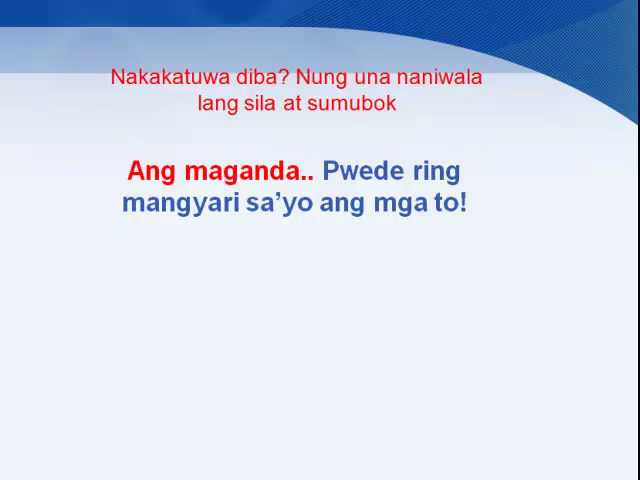 Nakakatuwa diba? Nung una naniwala
lang sila at sumubok
Ang maganda.. Pwede ring
mangyari sa’yo ang mga to!